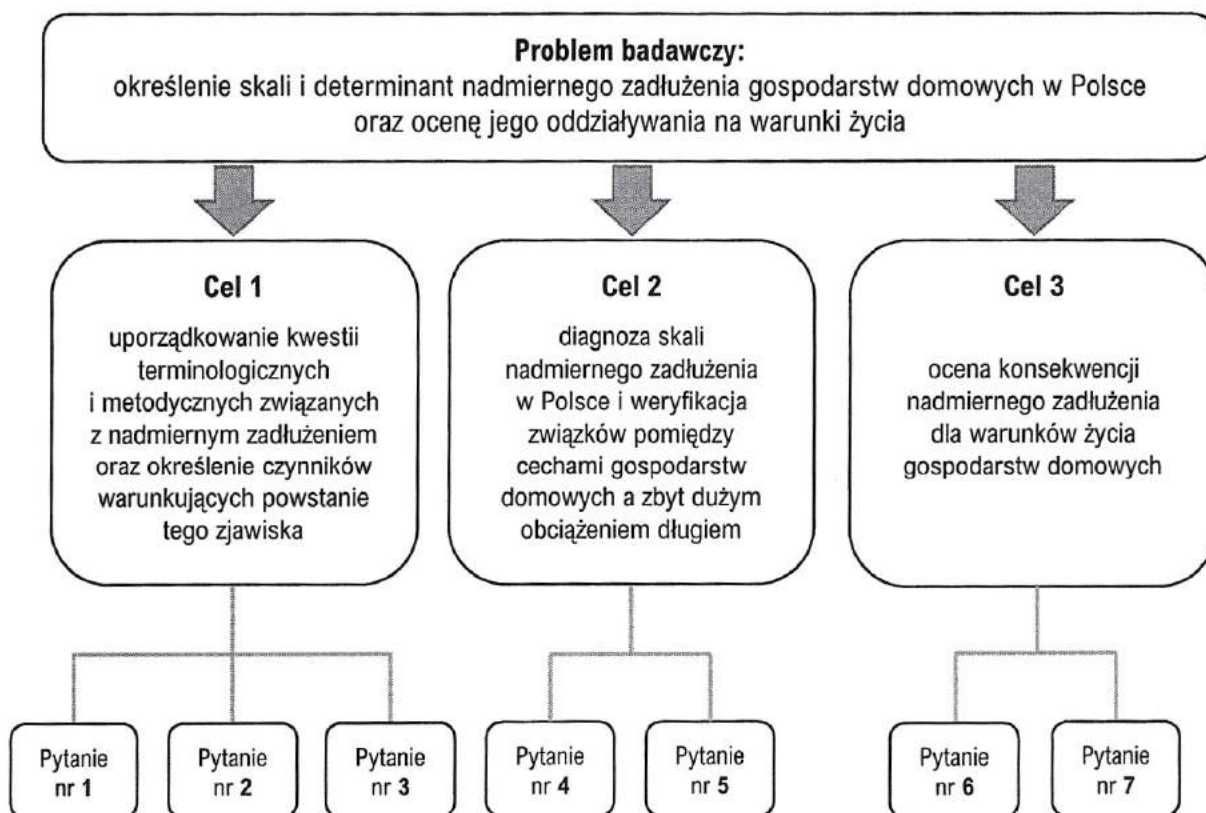 Problem badawczy:
określenie skali i determinant nadmiernego zadłużenia gospodarstw domowych w Polsce
oraz ocenę jego oddziaływania na warunki życia
Cel 1
uporządkowanie kwestii
terminologicznych
i metodycznych związanych
z nadmiernym zadłużeniem
oraz określenie czynników
warunkujących powstanie
tego zjawiska
Cel 2
diagnoza skali
nadmiernego zadłużenia
w Polsce i weryfikacja
związków pomiędzy
cechami gospodarstw
domowych a zbyt dużym
obciążeniem długiem
Cel 3
ocena konsekwencji
nadmiernego zadłużenia
dla warunków życia
gospodarstw domowych
Pytanie
nr 1
Pytanie
nr 2
Pytanie
nr 3
Pytanie
nr 4
Pytanie
nr 5
Pytanie
nr 6
Pytanie
nr 7